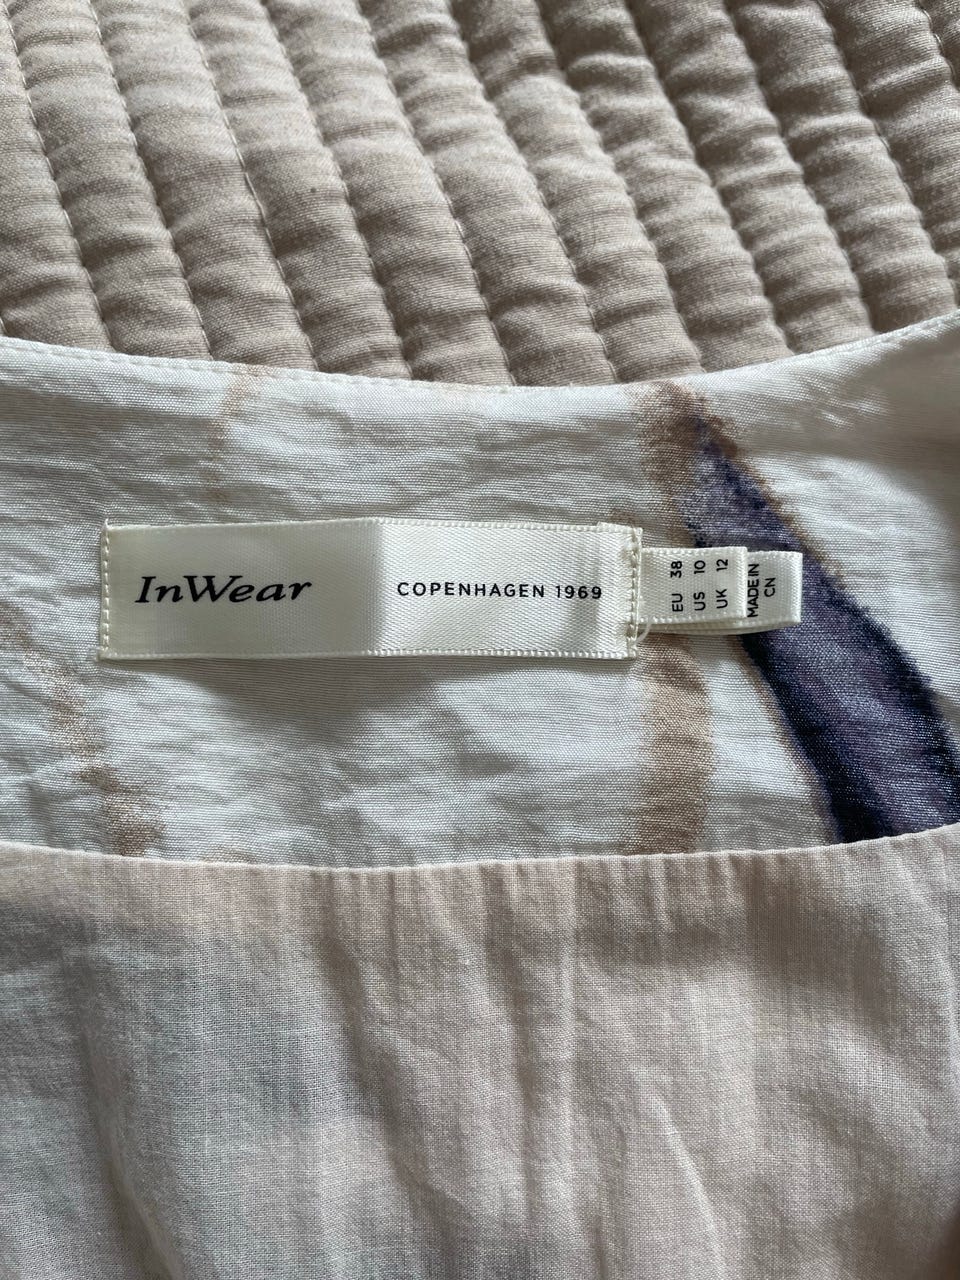 InWear
COPENHAGEN 1969
EU 38
US 10
UK 12
MADE IN
CN